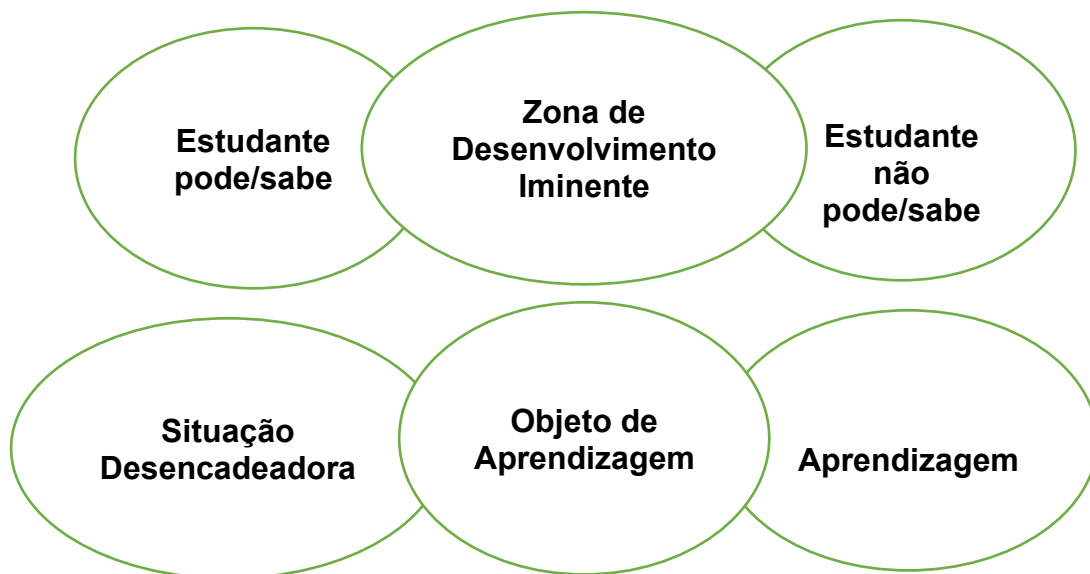 Estudante
pode/sabe
Zona de
Desenvolvimento
Iminente
Estudante
não
pode/sabe
Situação
Desencadeadora
Objeto de
Aprendizagem
Aprendizagem